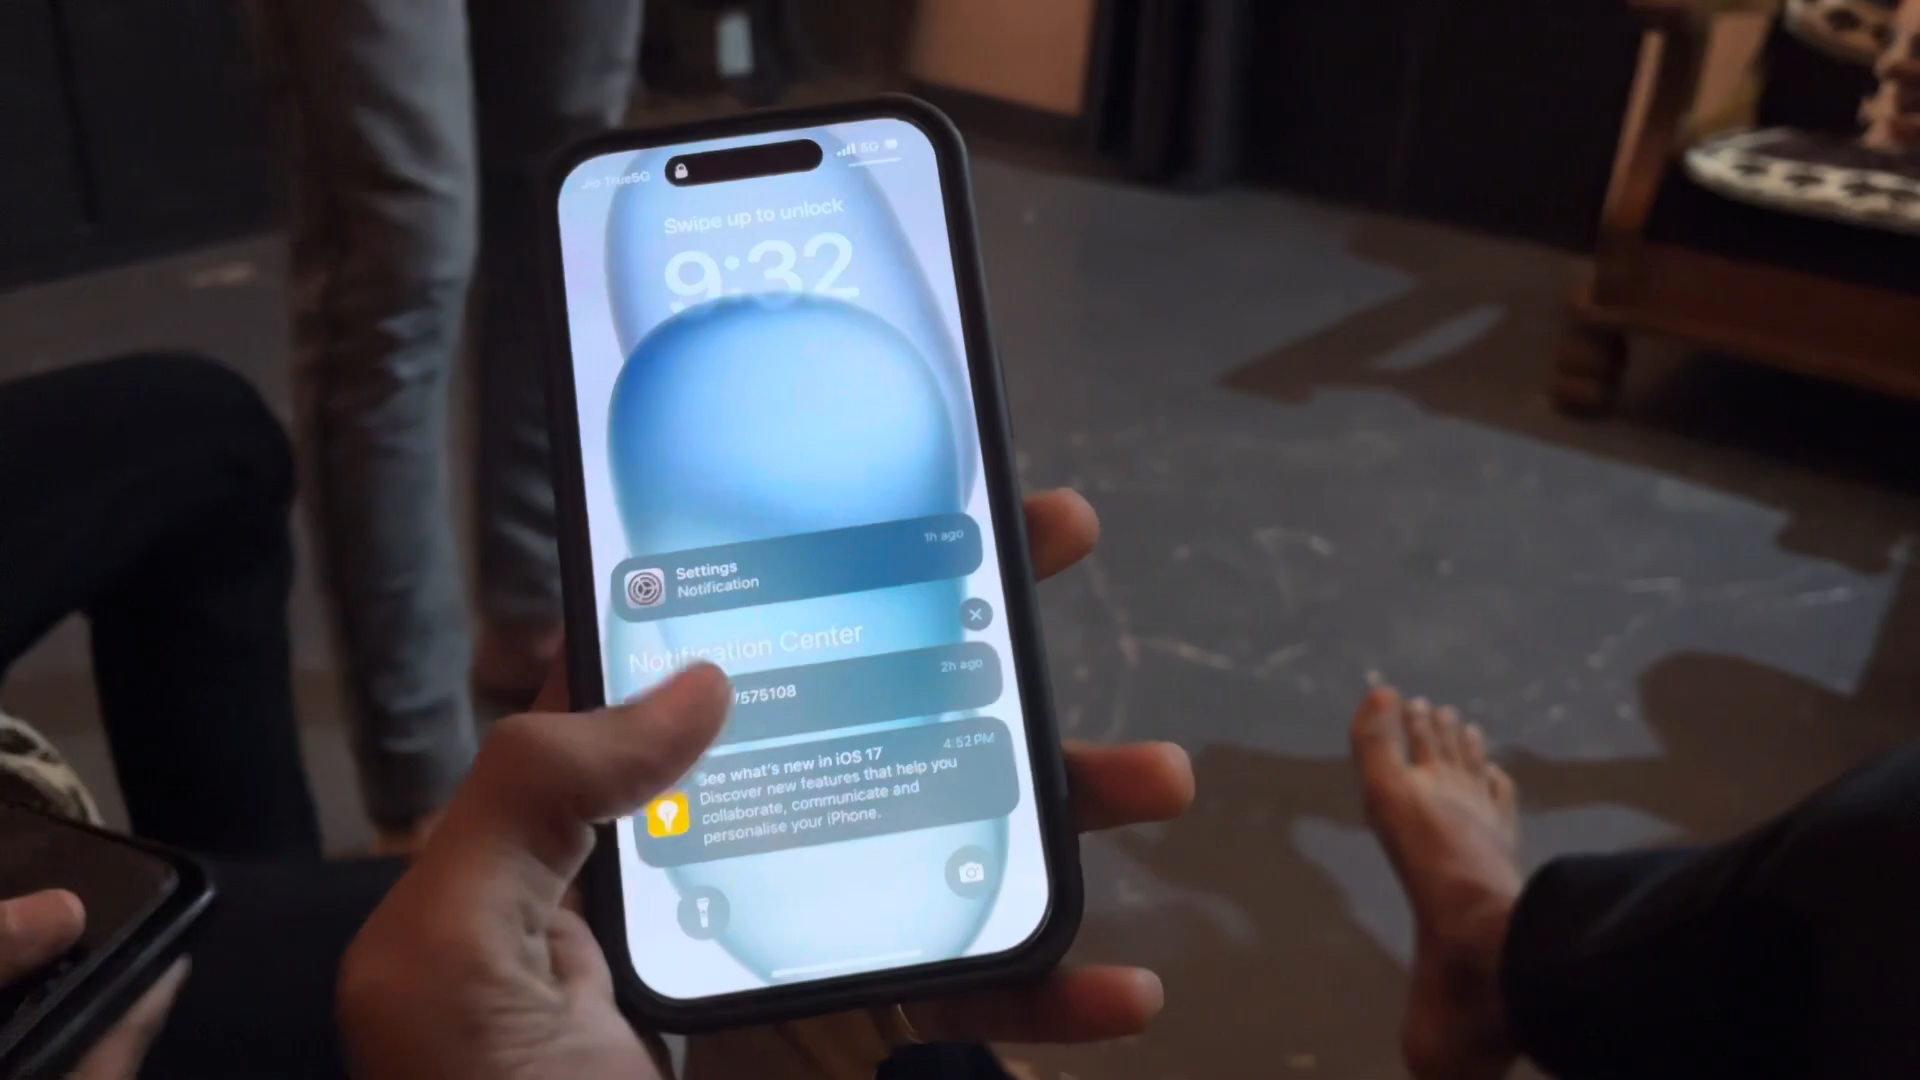 Jio True5G
5G
Swipe up to unlock
9:32
1h ago
Settings
Notification
Notification Center
2h ago
7575108
4:52 PM
See what's new in iOS 17
Discover new features that help you
collaborate, communicate and
personalise your iPhone.